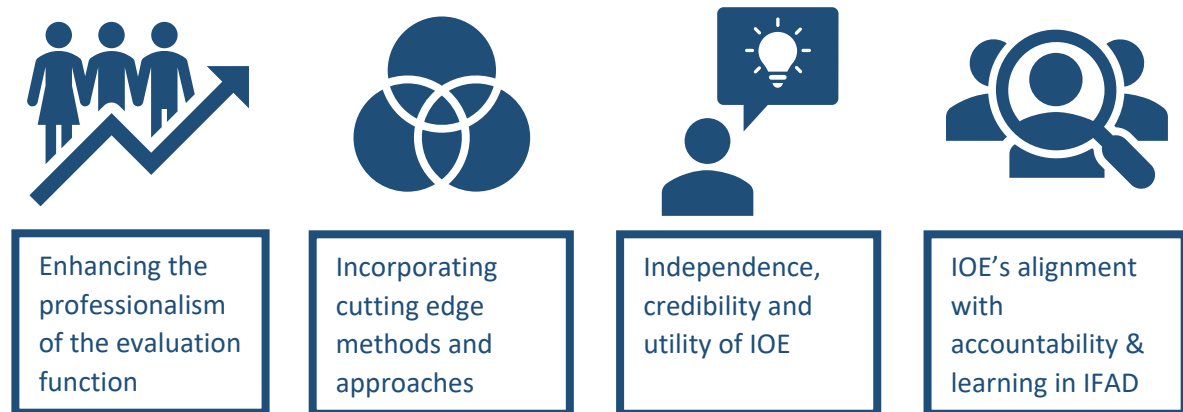 Enhancing the
professionalism
of the evaluation
function
Incorporating
cutting edge
methods and
approaches
Independence,
credibility and
utility of IOE
IOE’s alignment
with
accountability &
learning in IFAD